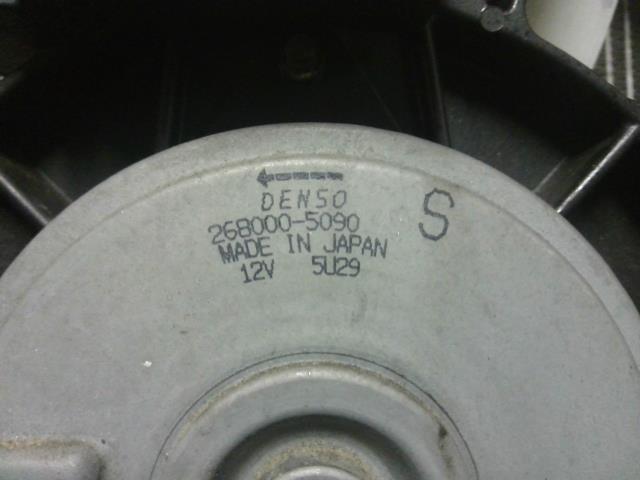 DENSO
268000-5090
MADE IN JAPAN
12V 5U29
S